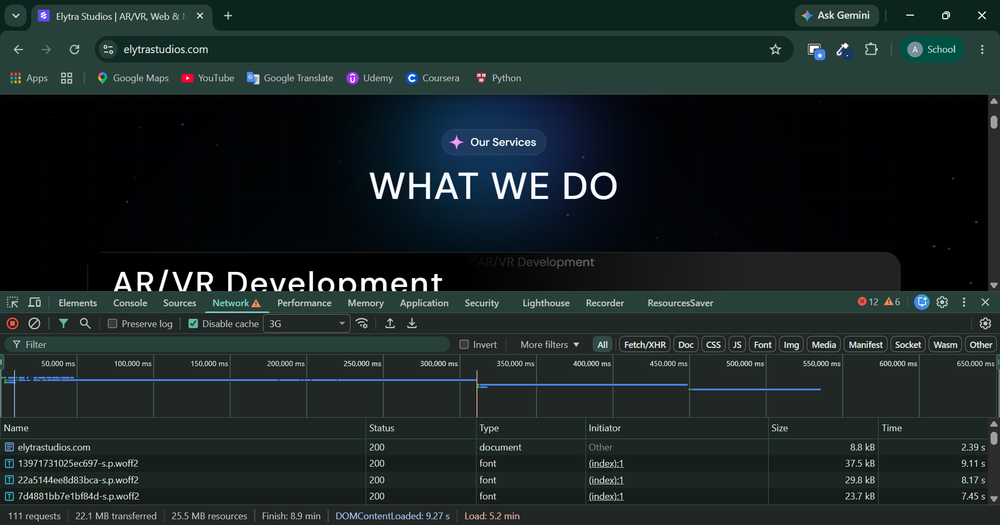 Elytra Studios | AR/VR, Web &
Ask Gemini
elytrastudios.com
A School
Apps
Google Maps
YouTube
Google Translate
Udemy
Coursera
Python
Our Services
WHAT WE DO
AR/VR Development
AR/VR Development
Elements Console Sources Network Performance Memory Application Security Lighthouse Recorder ResourcesSaver 12 6
Preserve log Disable cache 3G
Filter Invert More filters All Fetch/XHR Doc CSS JS Font Img Media Manifest Socket Wasm Other
50,000 ms 100,000 ms 150,000 ms 200,000 ms 250,000 ms 300,000 ms 350,000 ms 400,000 ms 450,000 ms 500,000 ms 550,000 ms 600,000 ms 650,000 ms
Name Status Type Initiator Size Time
elytrastudios.com 200 document Other 8.8 kB 2.39 s
13971731025ec697-s.p.woff2 200 font (index):1 37.5 kB 9.11 s
22a5144ee8d83bca-s.p.woff2 200 font (index):1 29.8 kB 8.17 s
7d4881bb7e1bf84d-s.p.woff2 200 font (index):1 23.7 kB 7.45 s
111 requests 22.1 MB transferred 25.5 MB resources Finish: 8.9 min DOMContentLoaded: 9.27 s Load: 5.2 min